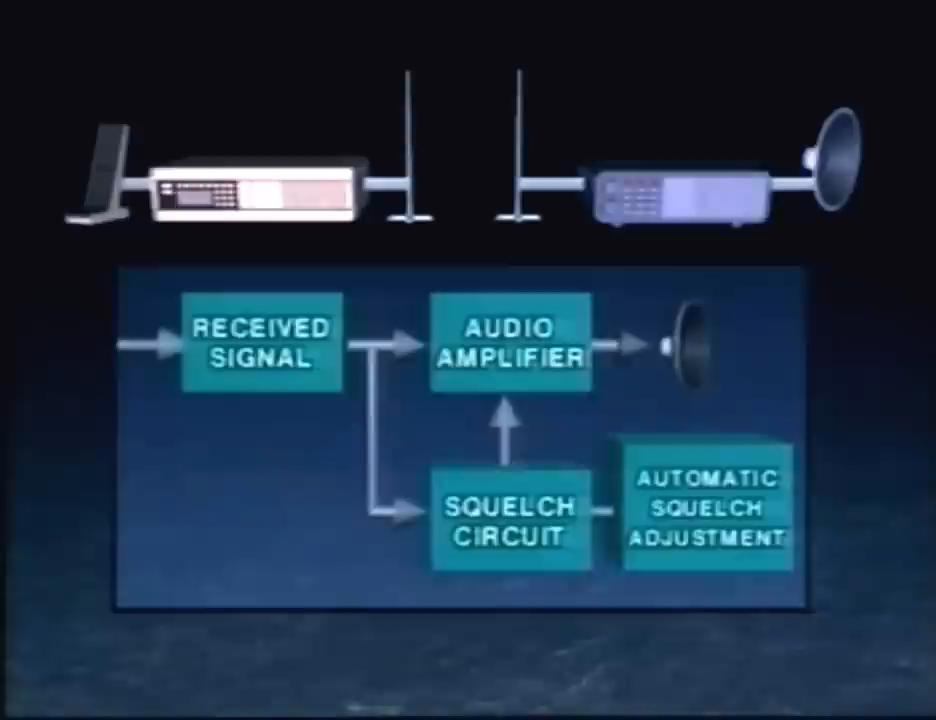 RECEIVED
SIGNAL
AUDIO
AMPLIFIER
SQUELCH
CIRCUIT
AUTOMATIC
SQUELCH
ADJUSTMENT